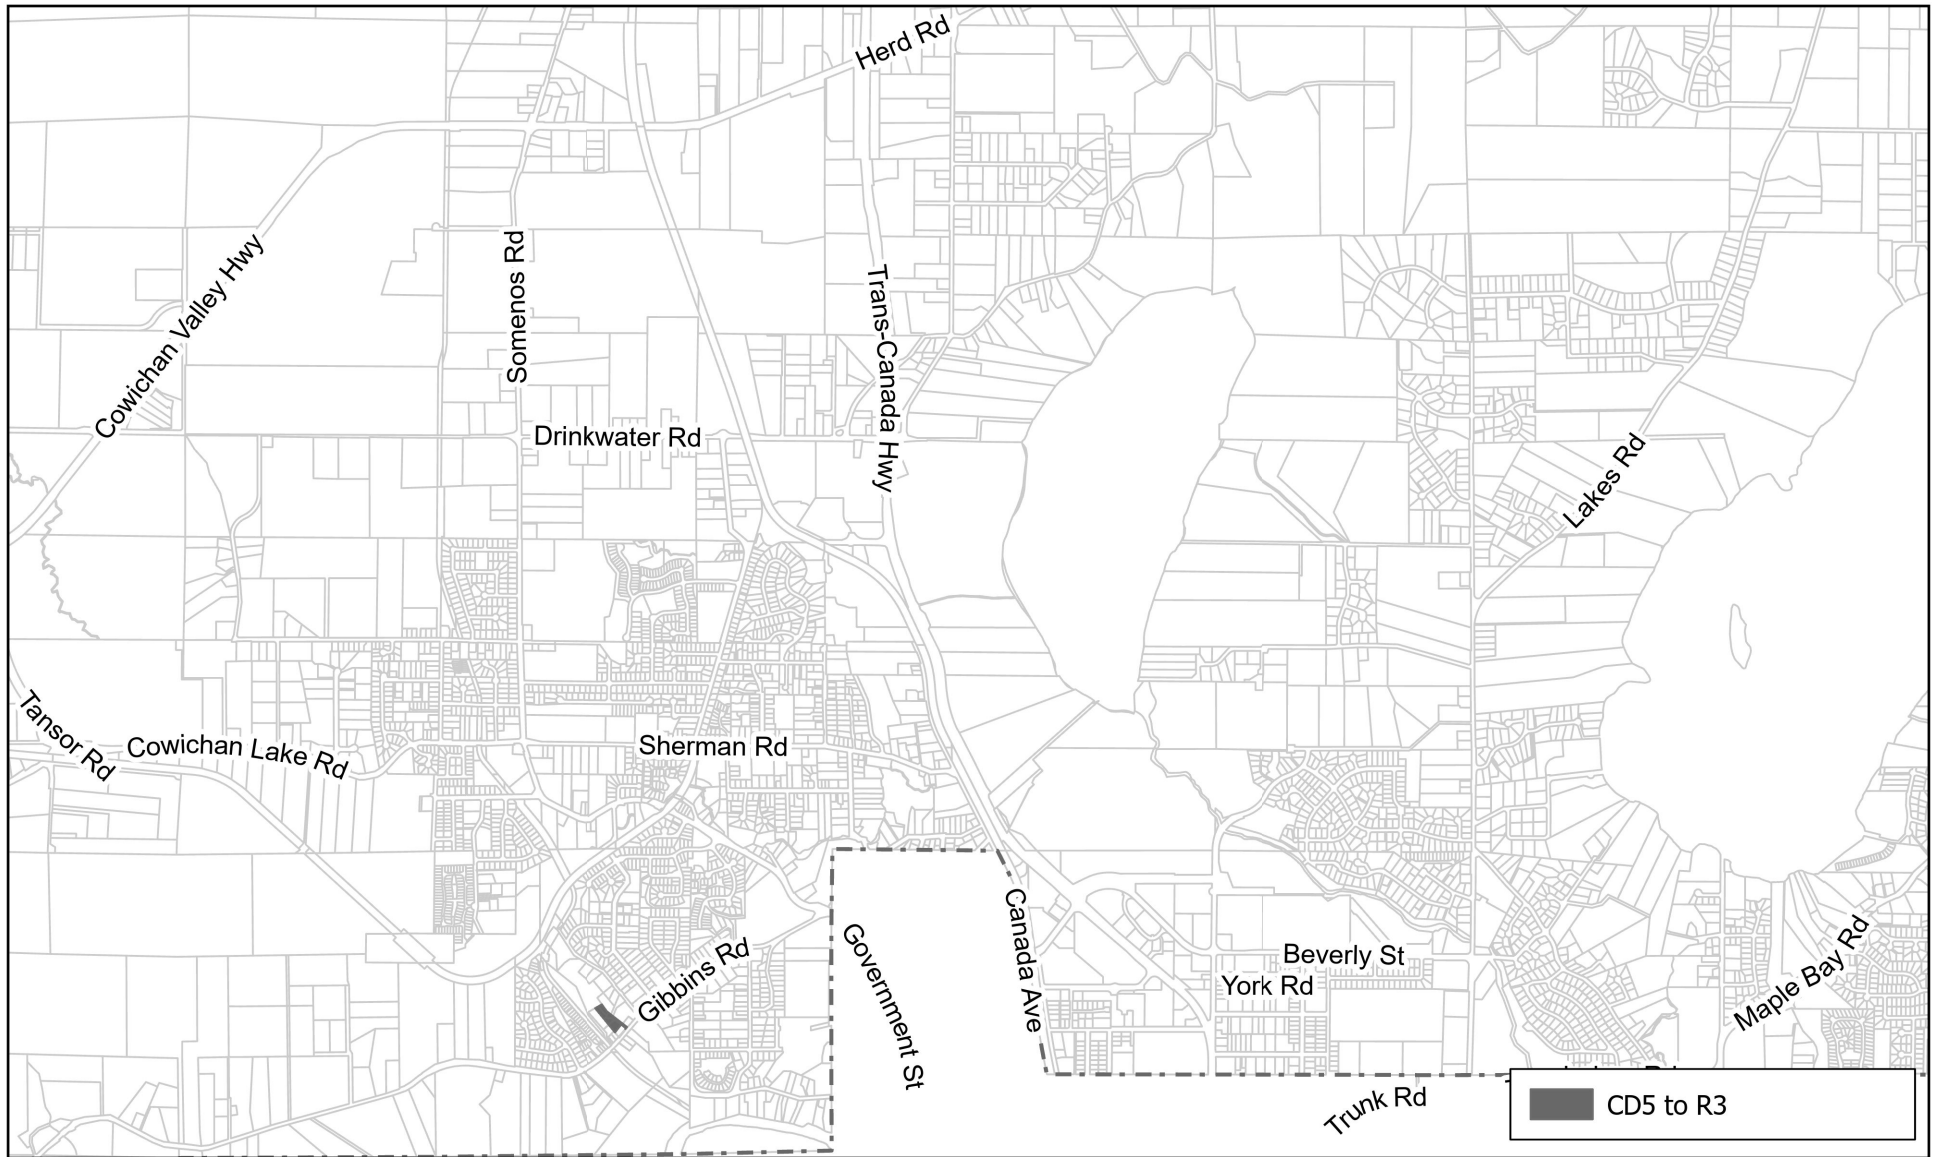 Herd Rd
Cowichan Valley Hwy
Somenos Rd
Trans-Canada Hwy
Drinkwater Rd
Lakes Rd
Tansor Rd
Cowichan Lake Rd
Sherman Rd
Gibbins Rd
Government St
Canada Ave
Beverly St
York Rd
Maple Bay Rd
Trunk Rd
CD5 to R3